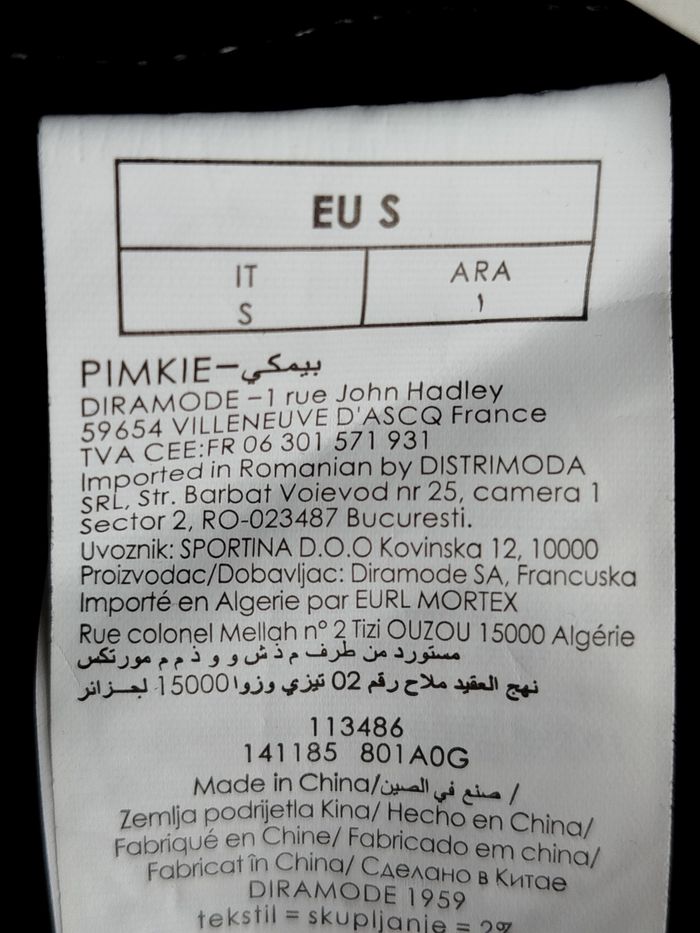 EU S
IT
S
ARA
١
PIMKIE–بيمكي
DIRAMODE –1 rue John Hadley
59654 VILLENEUVE D'ASCQ France
TVA CEE:FR 06 301 571 931
Imported in Romanian by DISTRIMODA
SRL, Str. Barbat Voievod nr 25, camera 1
Sector 2, RO-023487 Bucuresti.
Uvoznik: SPORTINA D.O.O Kovinska 12, 10000
Proizvodac/Dobavljac: Diramode SA, Francuska
Importé en Algerie par EURL MORTEX
Rue colonel Mellah n° 2 Tizi OUZOU 15000 Algérie
مستورد من طرف م ذ ش و و ذ م م مورتكس
نهج العقيد ملاح رقم 02 تيزي وزو 15000 لجــزائر
113486
141185 801A0G
Made in China/صنع في الصين /
Zemlja podrijetla Kina/ Hecho en China/
Fabriqué en Chine/ Fabricado em china/
Fabricat în China/ Сделано в Китае
DIRAMODE 1959
tekstil = skupljanje = 2%